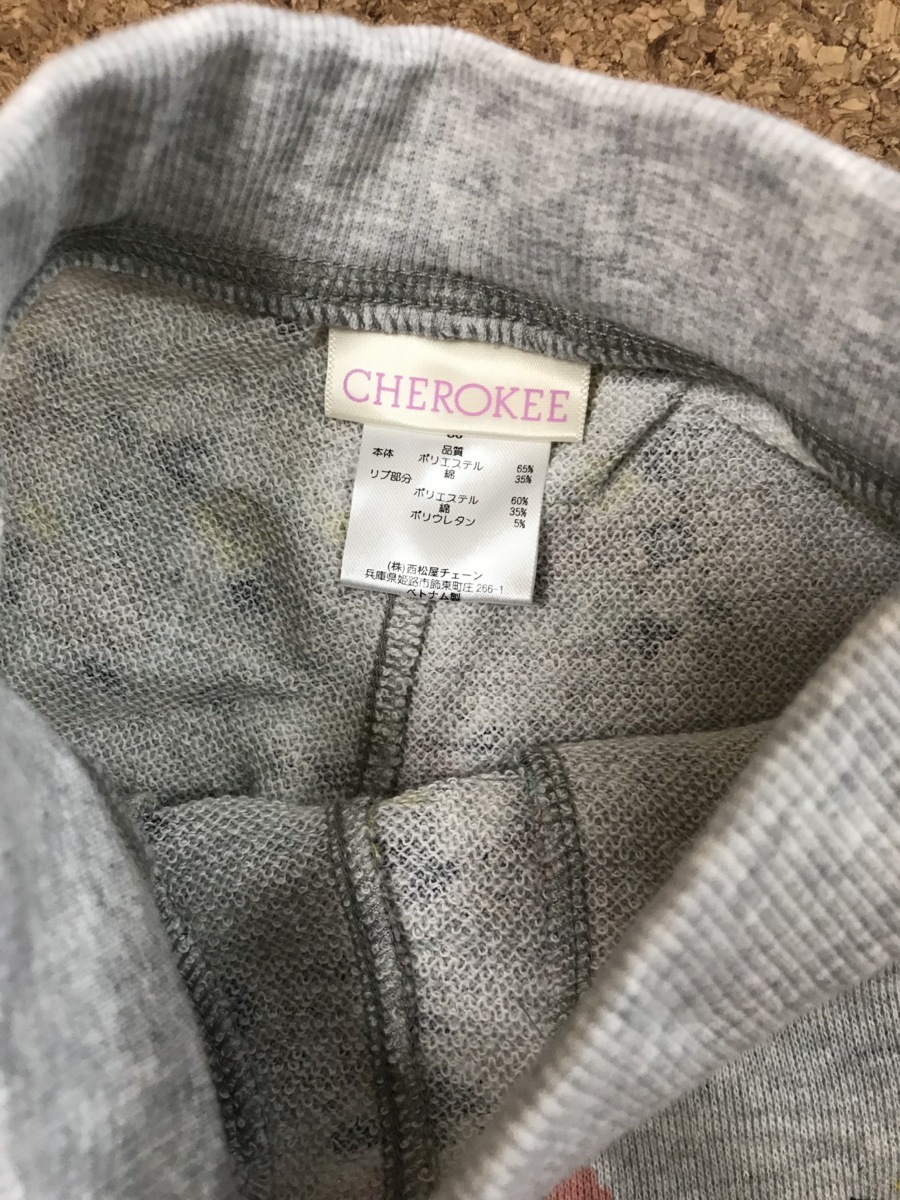 CHEROKEE
品質
本体 ポリエステル 65%
綿 35%
リブ部分
ポリエステル 60%
綿 35%
ポリウレタン 5%
(株)西松屋チェーン
兵庫県姫路市飾東町庄266-1
ベトナム製